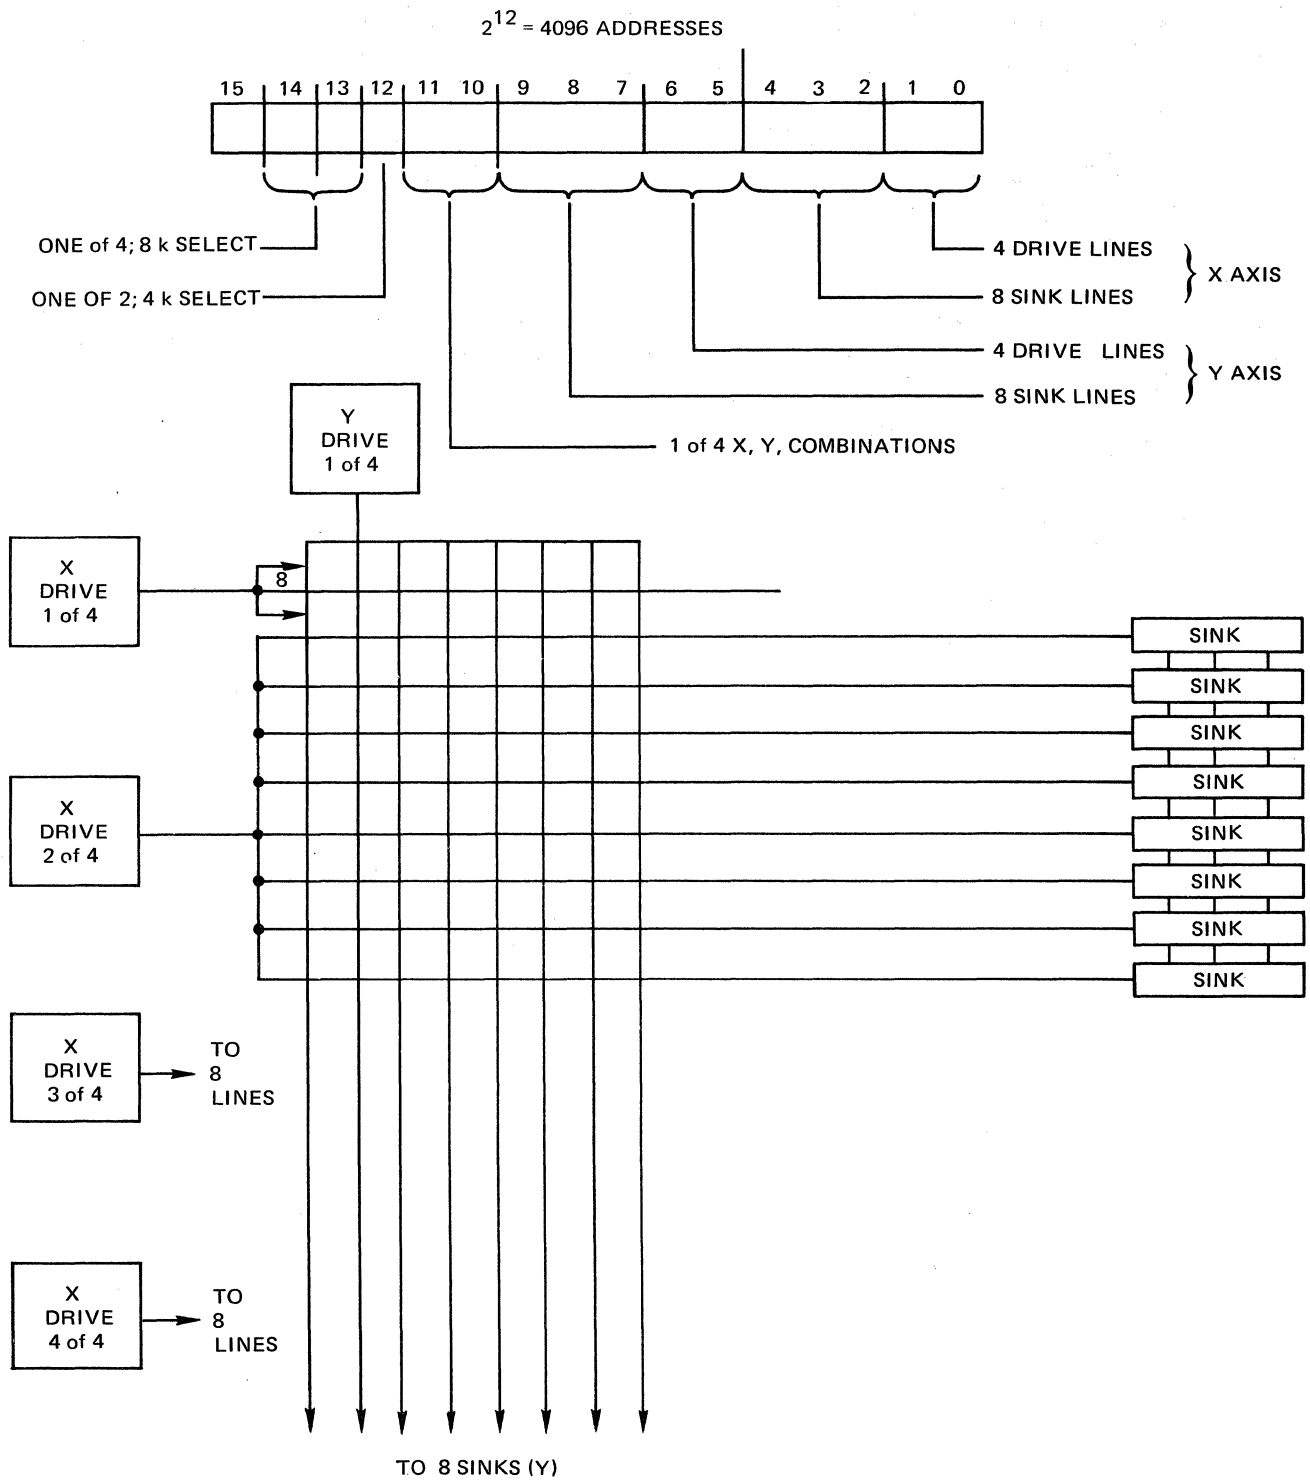 2^12 = 4096 ADDRESSES
15 14 13 12 11 10 9 8 7 6 5 4 3 2 1 0
ONE of 4; 8 k SELECT
4 DRIVE LINES
X AXIS
ONE OF 2; 4 k SELECT
8 SINK LINES
4 DRIVE LINES
Y AXIS
8 SINK LINES
1 of 4 X, Y, COMBINATIONS
Y
DRIVE
1 of 4
X
DRIVE
1 of 4
8
SINK
SINK
SINK
SINK
SINK
SINK
SINK
SINK
X
DRIVE
2 of 4
X
DRIVE
3 of 4
TO
8
LINES
X
DRIVE
4 of 4
TO
8
LINES
TO 8 SINKS (Y)